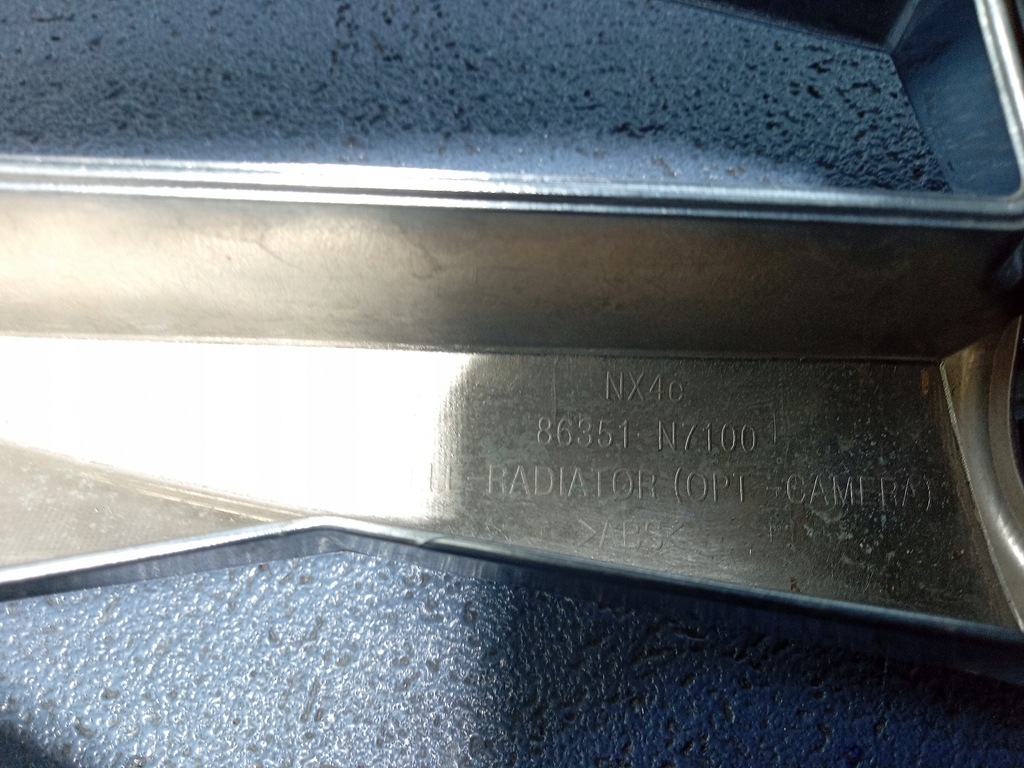 NX4c
86351-N7100
RADIATOR (OPT -CAMERA)
>ABS<